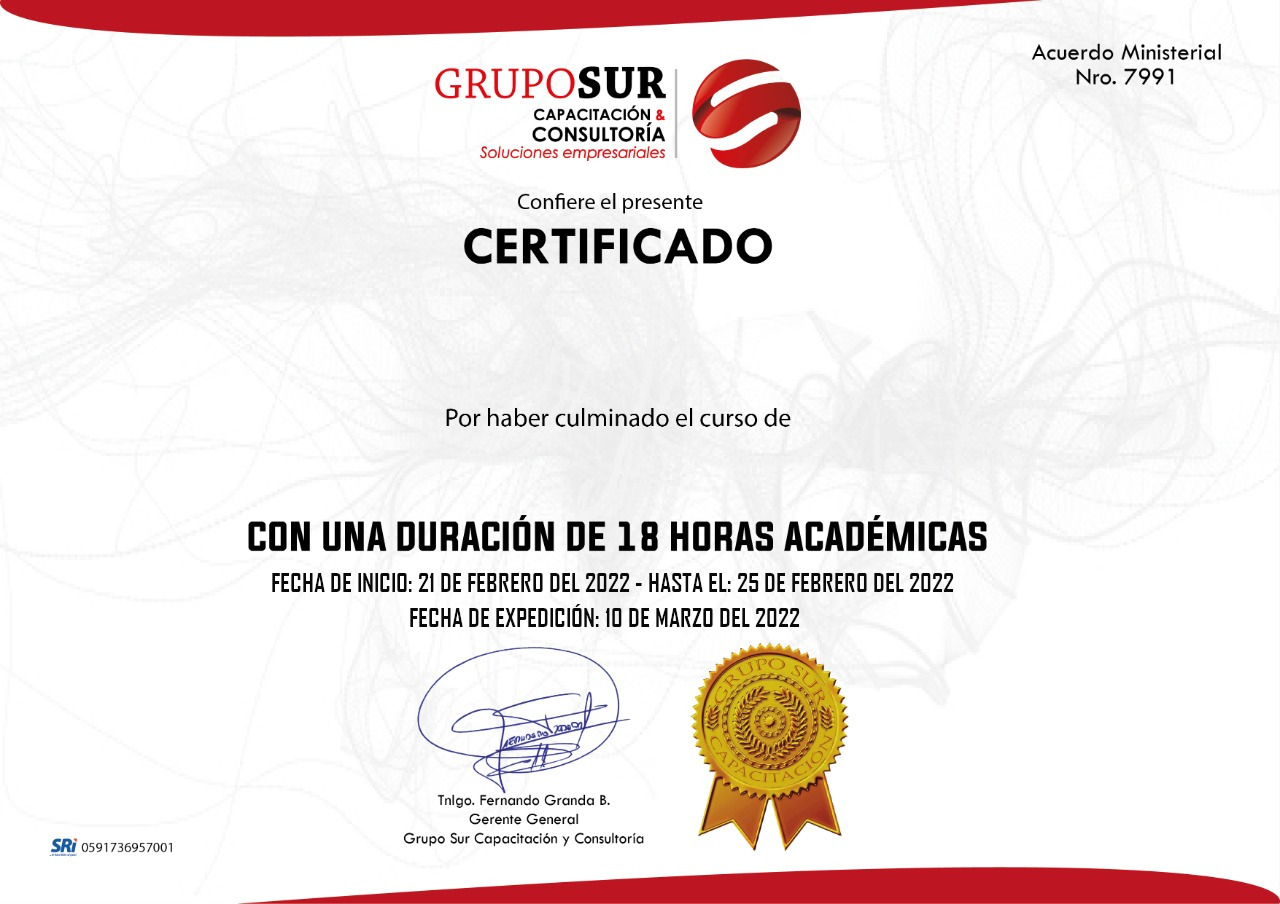 Acuerdo Ministerial
Nro. 7991
GRUPOSUR
CAPACITACIÓN &
CONSULTORÍA
Soluciones empresariales
Confiere el presente
CERTIFICADO
Por haber culminado el curso de
CON UNA DURACIÓN DE 18 HORAS ACADÉMICAS
FECHA DE INICIO: 21 DE FEBRERO DEL 2022 - HASTA EL: 25 DE FEBRERO DEL 2022
FECHA DE EXPEDICIÓN: 10 DE MARZO DEL 2022
GRUPO SUR
CAPACITACIÓN
Tnlgo. Fernando Granda B.
Gerente General
Grupo Sur Capacitación y Consultoría
SRi 0591736957001